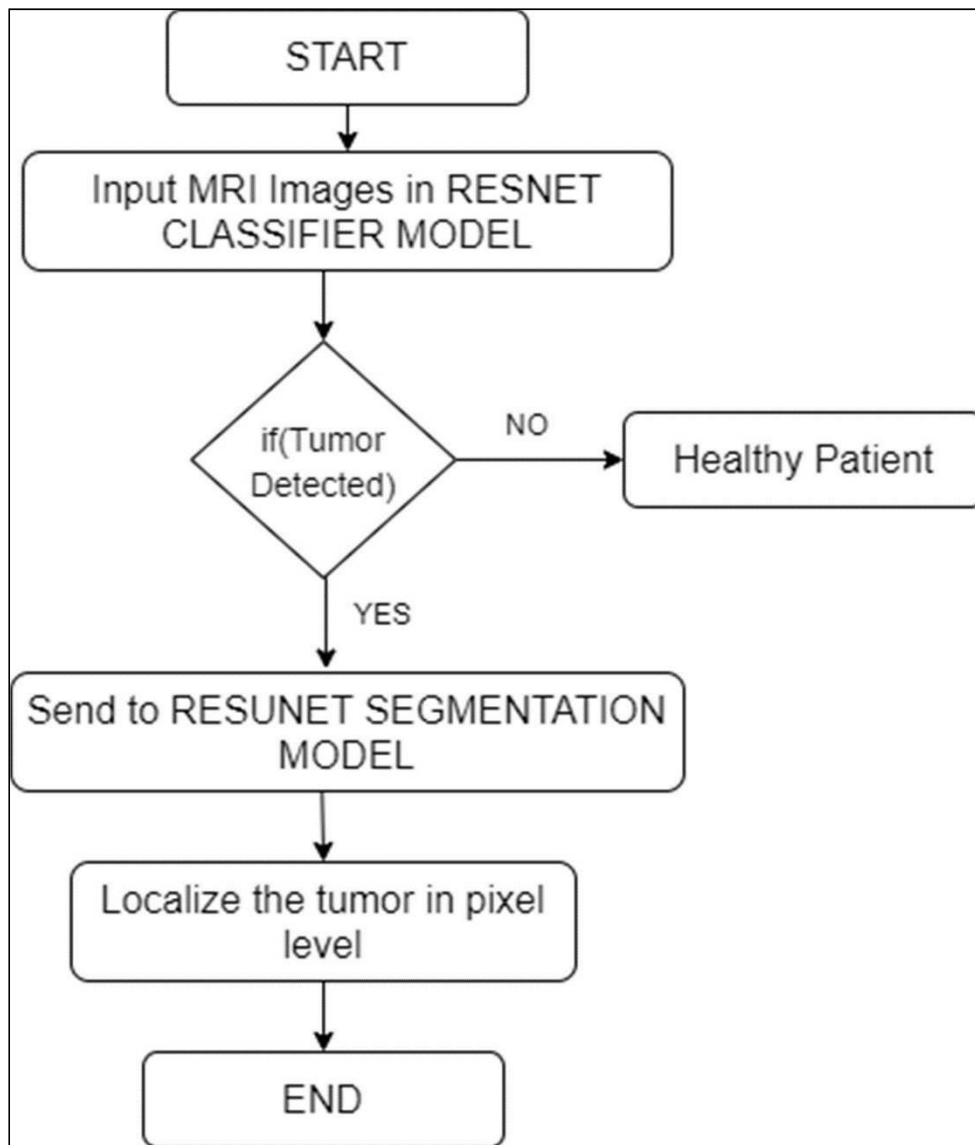 START
Input MRI Images in RESNET
CLASSIFIER MODEL
if(Tumor
Detected)
NO
Healthy Patient
YES
Send to RESUNET SEGMENTATION
MODEL
Localize the tumor in pixel
level
END